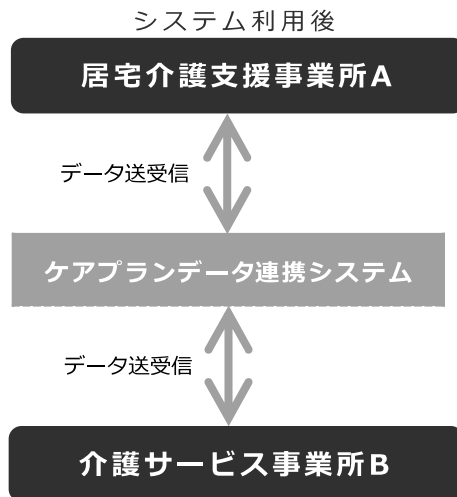 システム利用後
居宅介護支援事業所A
データ送受信
ケアプランデータ連携システム
データ送受信
介護サービス事業所B